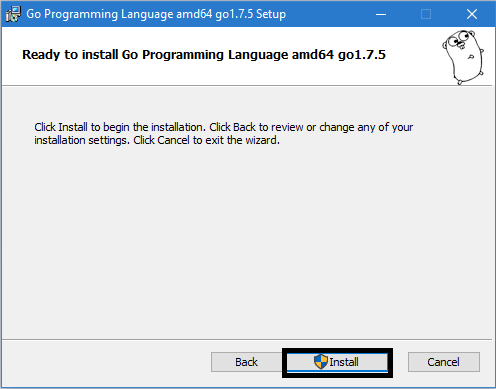 Go Programming Language amd64 go1.7.5 Setup
Ready to install Go Programming Language amd64 go1.7.5
Click Install to begin the installation. Click Back to review or change any of your
installation settings. Click Cancel to exit the wizard.
Back Install Cancel